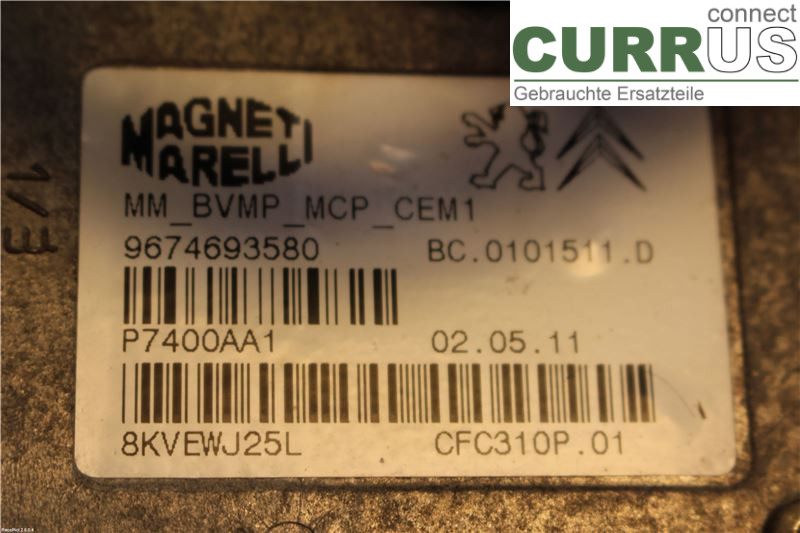 connect
CURRUS
Gebrauchte Ersatzteile
MAGNETI
MARELLI
MM_BVMP_MCP_CEM1
9674693580 BC.0101511.D
P7400AA1 02.05.11
8KVEWJ25L CFC310P.01